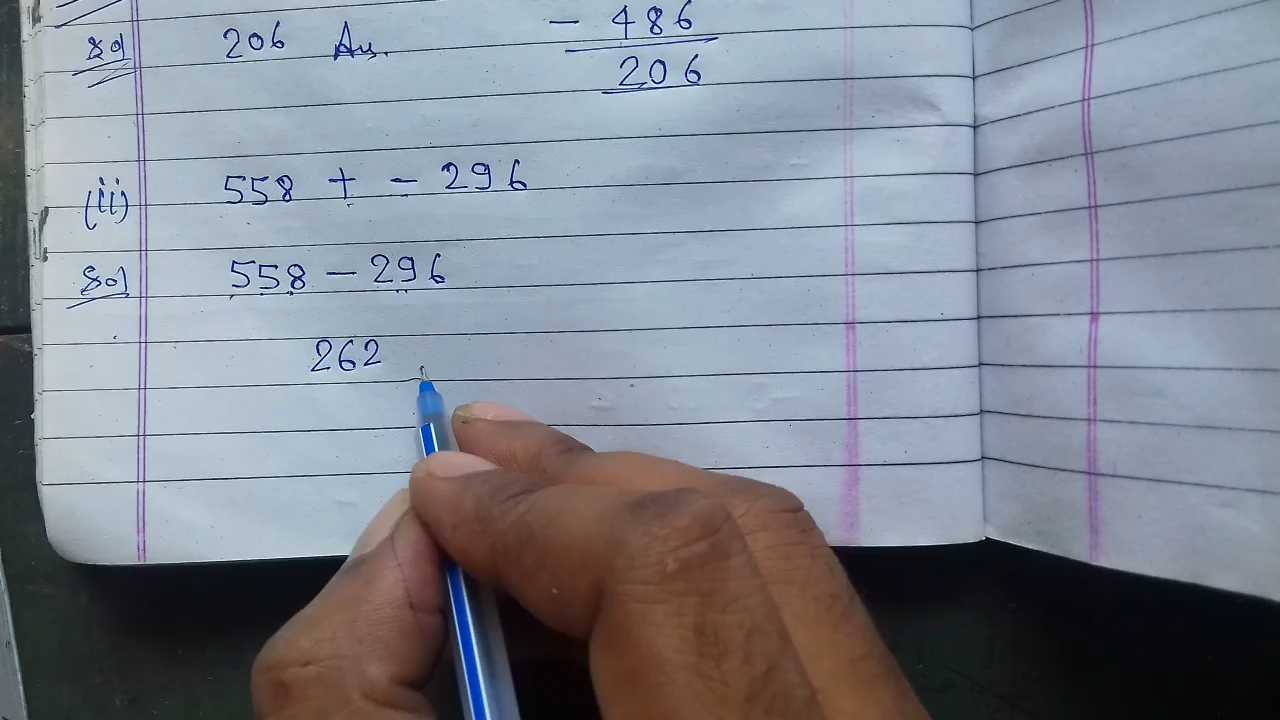 - 486
Sol 206 Ans.
206
(ii) 558 + - 296
Sol 558 - 296
262